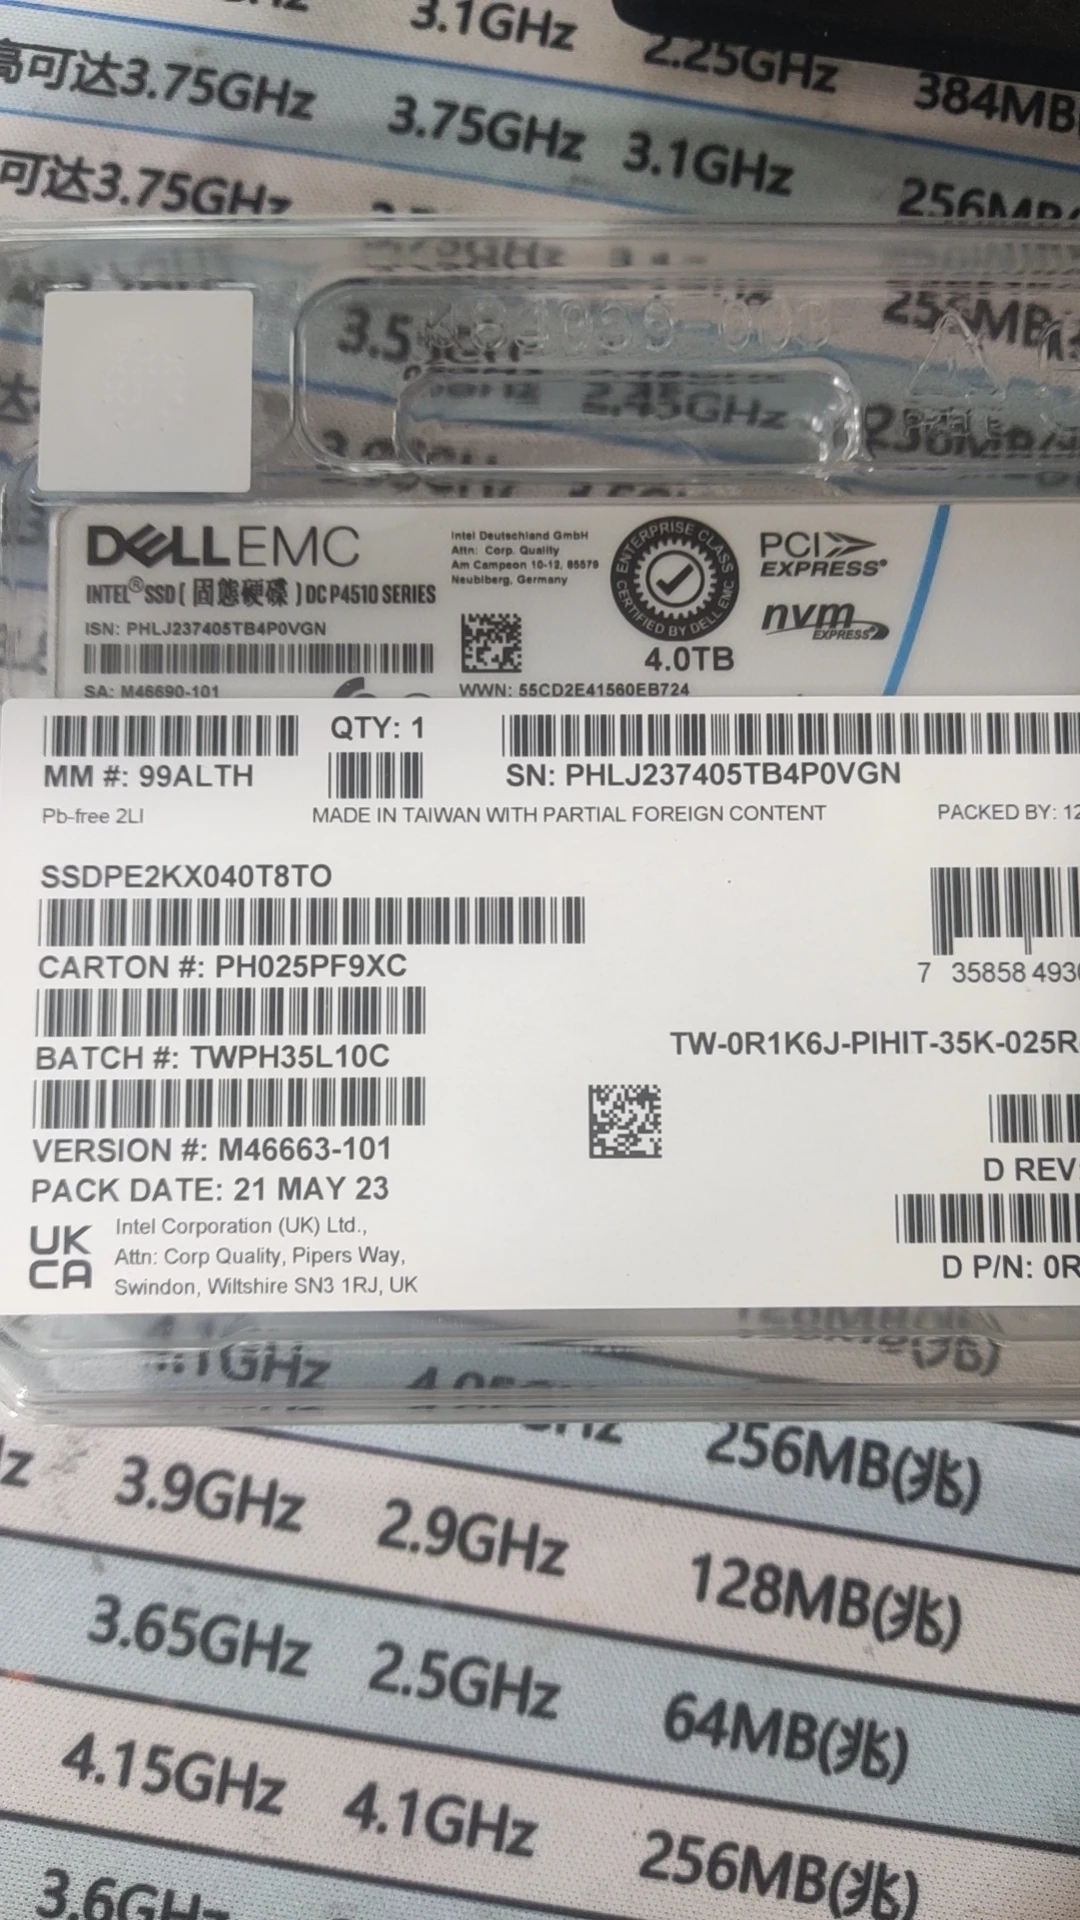 3.1GHz 2.25GHz 384MB
高可达3.75GHz 3.75GHz 3.1GHz 256MB
可达3.75GHz
3.5
2.45GHz
DELLEMC
INTEL® SSD [ 固態硬碟 ] DC P4510 SERIES
ISN: PHLJ237405TB4P0VGN
SA: M46690-101
Intel Deutschland GmbH
Attn: Corp. Quality
Am Campeon 10-12, 85579
Neubiberg, Germany
ENTERPRISE CLASS
CERTIFIED BY DELL EMC
4.0TB
WWN: 55CD2E41560EB724
PCI EXPRESS®
nvm EXPRESS
QTY: 1
MM #: 99ALTH
SN: PHLJ237405TB4P0VGN
Pb-free 2LI
MADE IN TAIWAN WITH PARTIAL FOREIGN CONTENT
PACKED BY: 12
SSDPE2KX040T8TO
CARTON #: PH025PF9XC
7 35858 4930
BATCH #: TWPH35L10C
TW-0R1K6J-PIHIT-35K-025R
VERSION #: M46663-101
PACK DATE: 21 MAY 23
D REV:
UK
CA
Intel Corporation (UK) Ltd.,
Attn: Corp Quality, Pipers Way,
Swindon, Wiltshire SN3 1RJ, UK
D P/N: 0R
256MB(兆)
3.9GHz 2.9GHz 128MB(兆)
3.65GHz 2.5GHz 64MB(兆)
4.15GHz 4.1GHz 256MB(兆)
3.6GHz